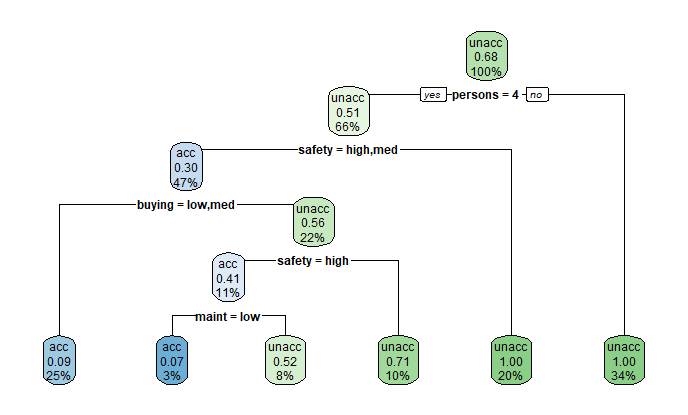 unacc
0.68
100%
yes persons = 4 no
unacc
0.51
66%
safety = high,med
acc
0.30
47%
buying = low,med
unacc
0.56
22%
safety = high
acc
0.41
11%
maint = low
acc
0.09
25%
acc
0.07
3%
unacc
0.52
8%
unacc
0.71
10%
unacc
1.00
20%
unacc
1.00
34%